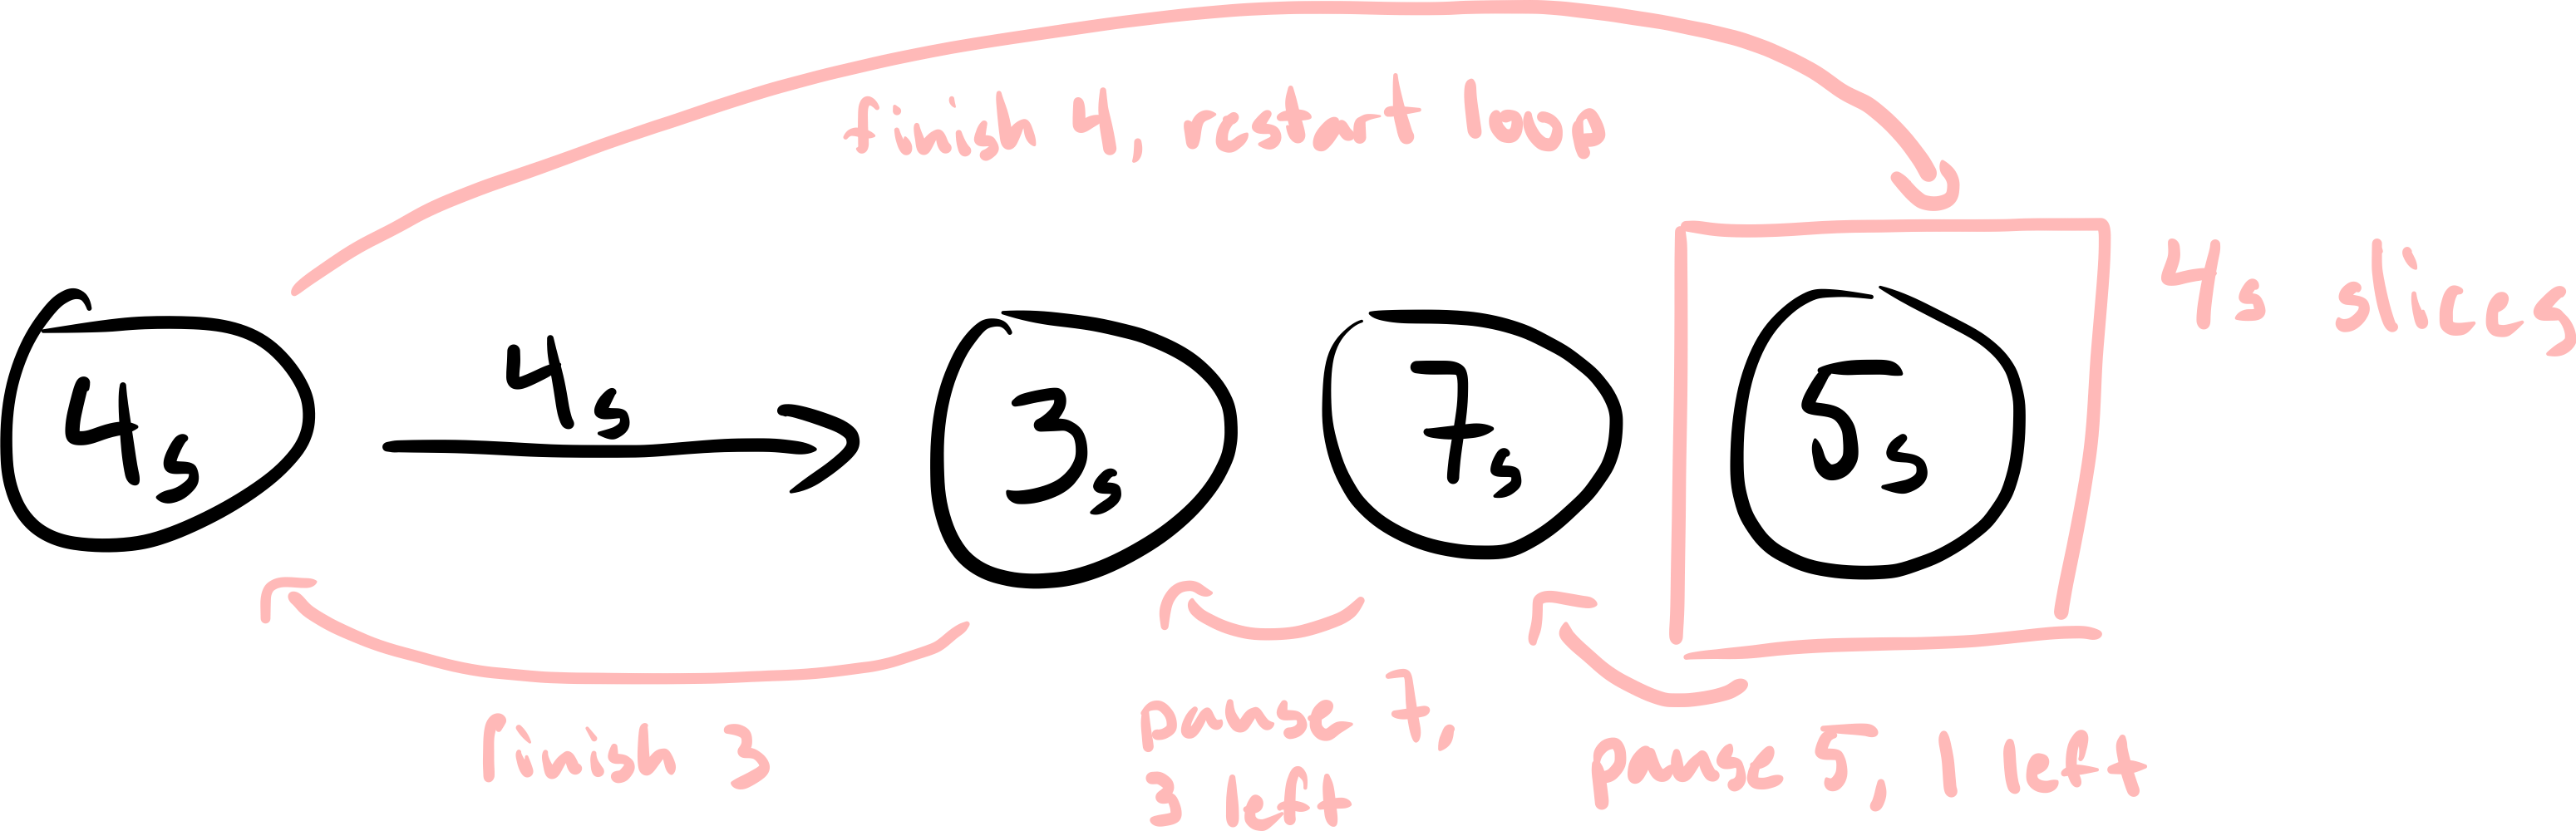 finish 4, restart loop
4s slices
4s
4s
3s
7s
5s
finish 3
pause 7,
3 left
pause 5, 1 left